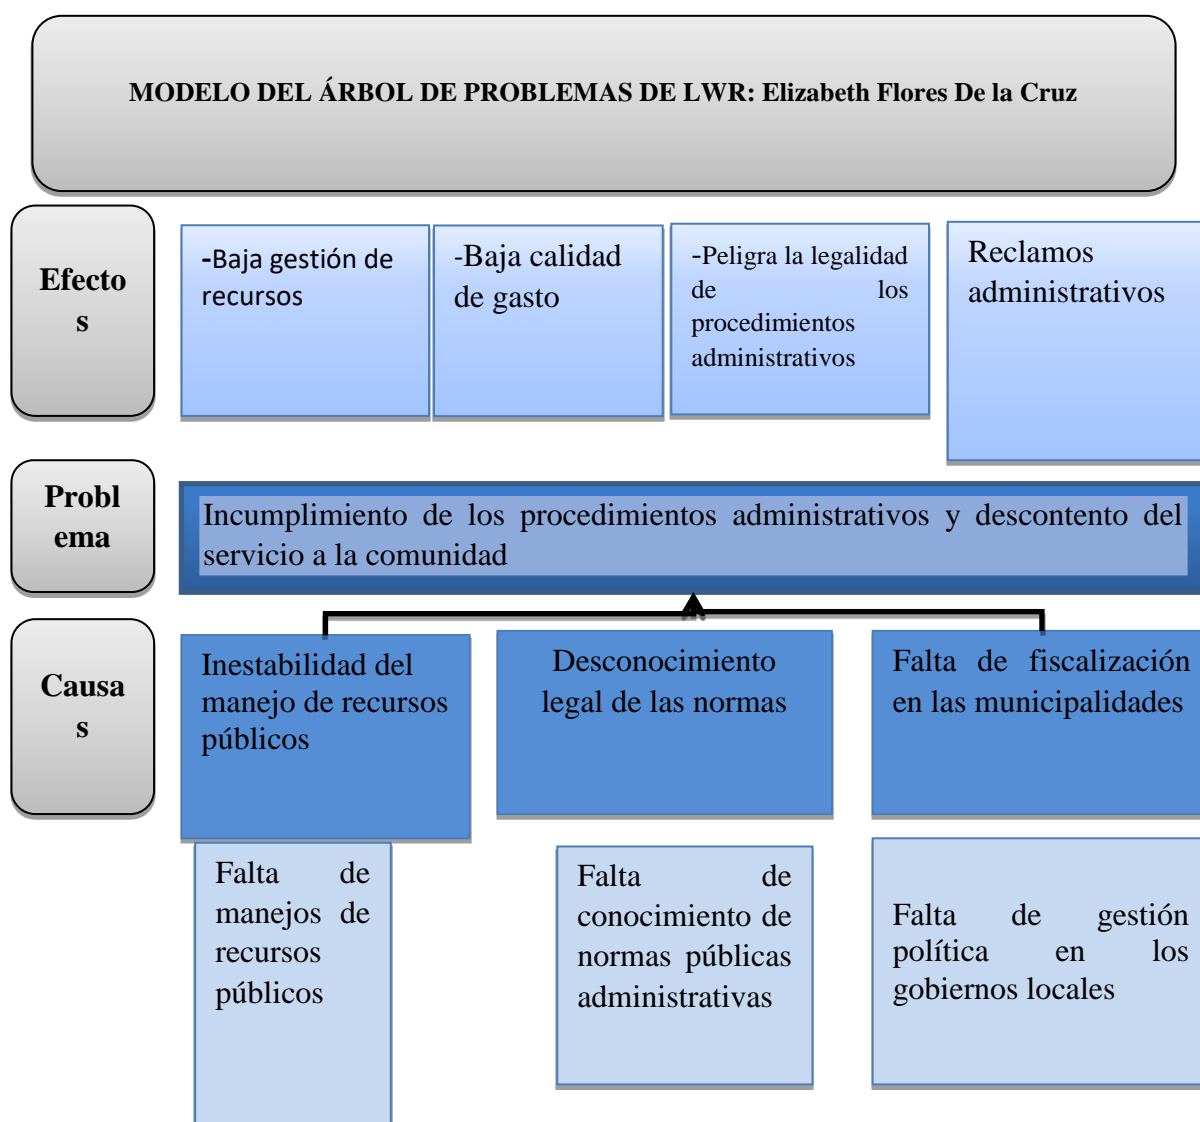 MODELO DEL ÁRBOL DE PROBLEMAS DE LWR: Elizabeth Flores De la Cruz
Efecto
s
-Baja gestión de
recursos
-Baja calidad
de gasto
-Peligra la legalidad
de los
procedimientos
administrativos
Reclamos
administrativos
Probl
ema
Incumplimiento de los procedimientos administrativos y descontento del
servicio a la comunidad
Causa
s
Inestabilidad del
manejo de recursos
públicos
Desconocimiento
legal de las normas
Falta de fiscalización
en las municipalidades
Falta de
manejos de
recursos
públicos
Falta de
conocimiento de
normas públicas
administrativas
Falta de gestión
política en los
gobiernos locales